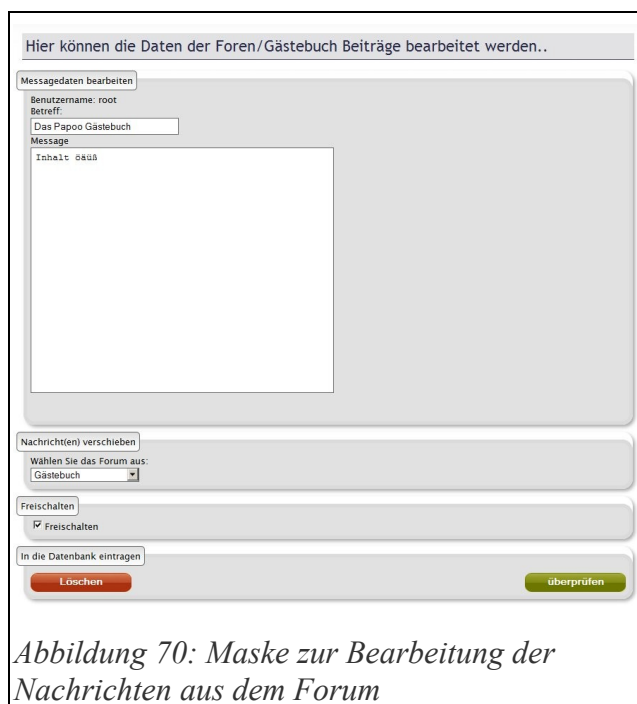 Hier können die Daten der Foren/Gästebuch Beiträge bearbeitet werden..
Messagedaten bearbeiten
Benutzername: root
Betreff:
Das Papoo Gästebuch
Message
Inhalt öäüß
Nachricht(en) verschieben
Wählen Sie das Forum aus:
Gästebuch
Freischalten
Freischalten
In die Datenbank eintragen
Löschen
überprüfen
Abbildung 70: Maske zur Bearbeitung der
Nachrichten aus dem Forum